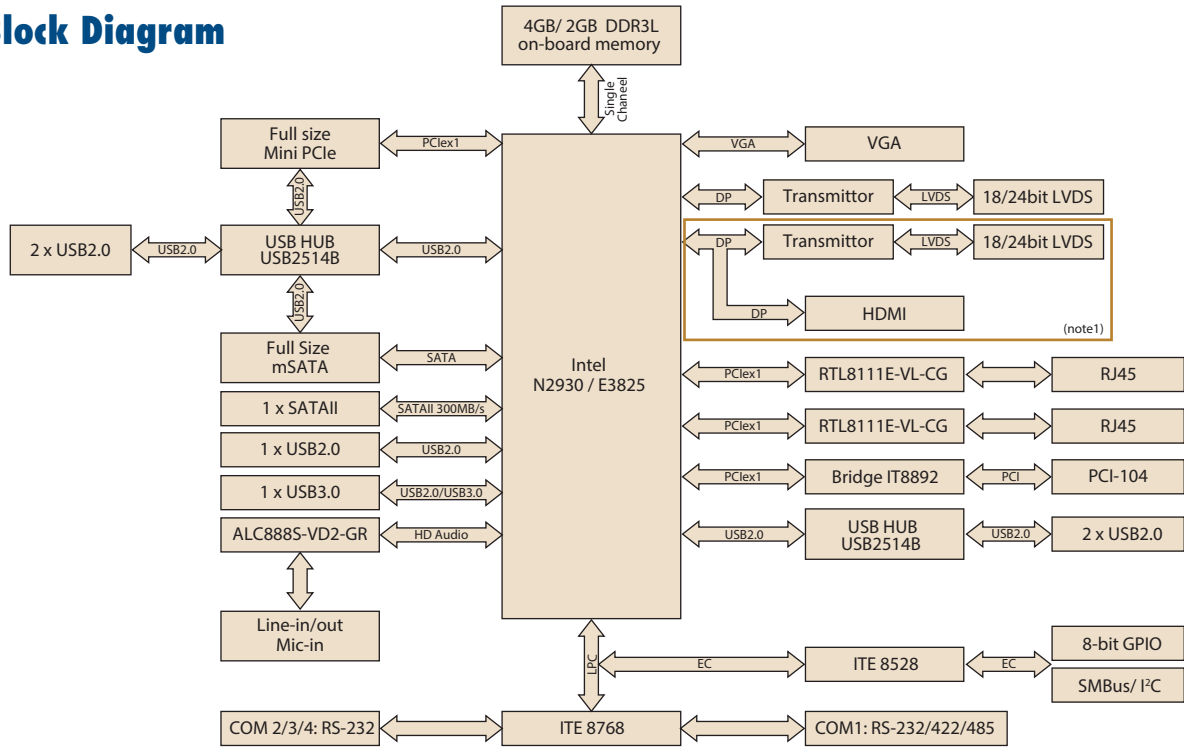 Block Diagram
4GB/ 2GB DDR3L
on-board memory
Single
Chaneel
Full size
Mini PCIe
PCIex1
VGA
VGA
USB2.0
DP
Transmittor
LVDS
18/24bit LVDS
2 x USB2.0
USB2.0
USB HUB
USB2514B
USB2.0
DP
Transmittor
LVDS
18/24bit LVDS
USB2.0
DP
HDMI
(note1)
Full Size
mSATA
SATA
Intel
N2930 / E3825
PCIex1
RTL8111E-VL-CG
RJ45
1 x SATAII
SATAII 300MB/s
PCIex1
RTL8111E-VL-CG
RJ45
1 x USB2.0
USB2.0
PCIex1
Bridge IT8892
PCI
PCI-104
1 x USB3.0
USB2.0/USB3.0
ALC888S-VD2-GR
HD Audio
USB2.0
USB HUB
USB2514B
USB2.0
2 x USB2.0
Line-in/out
Mic-in
LPC
EC
ITE 8528
EC
8-bit GPIO
SMBus/ I²C
COM 2/3/4: RS-232
ITE 8768
COM1: RS-232/422/485